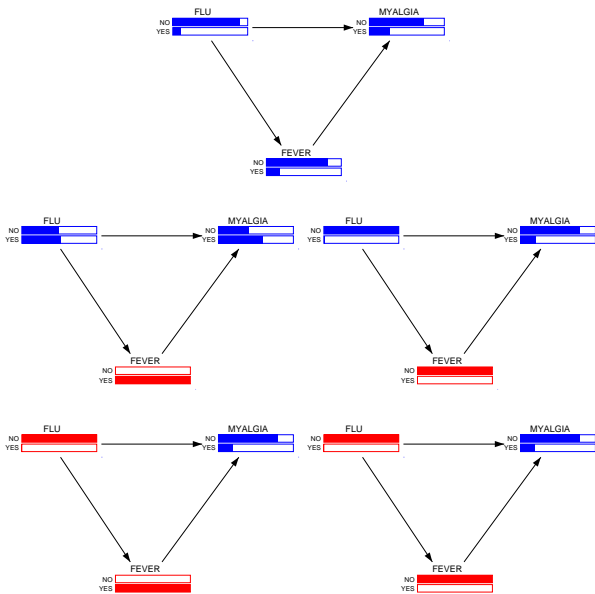 FLU
NO
YES
MYALGIA
NO
YES
FEVER
NO
YES
FLU
NO
YES
MYALGIA
NO
YES
FEVER
NO
YES
FLU
NO
YES
MYALGIA
NO
YES
FEVER
NO
YES
FLU
NO
YES
MYALGIA
NO
YES
FEVER
NO
YES
FLU
NO
YES
MYALGIA
NO
YES
FEVER
NO
YES